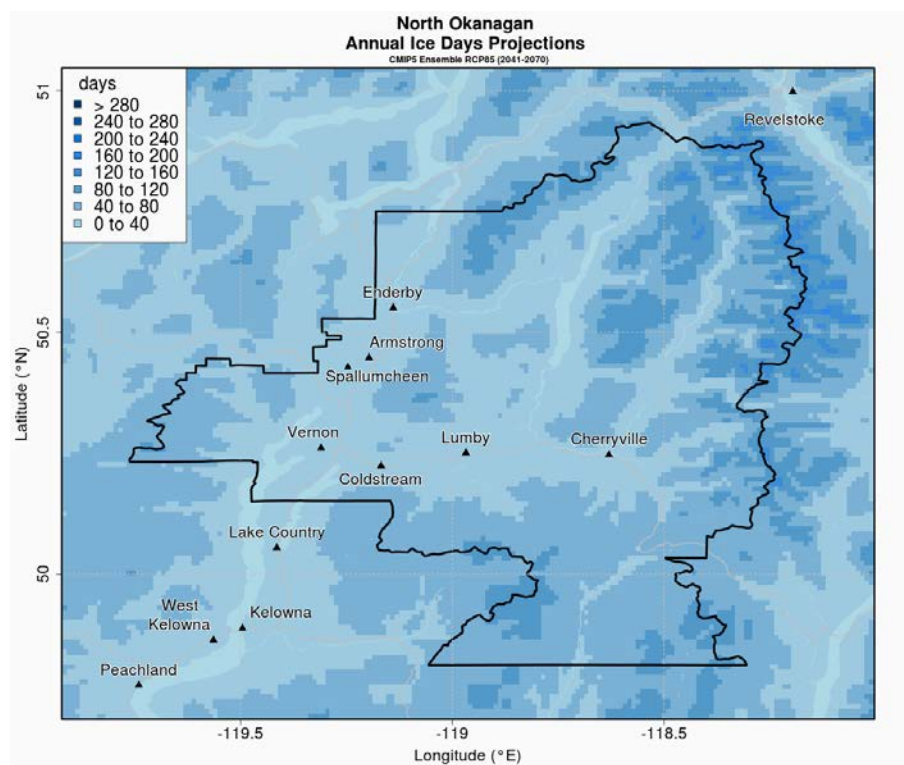 North Okanagan
Annual Ice Days Projections
CMIP5 Ensemble RCP85 (2041-2070)
days
> 280
240 to 280
200 to 240
160 to 200
120 to 160
80 to 120
40 to 80
0 to 40
51
Revelstoke
Enderby
50.5
Armstrong
Spallumcheen
Latitude (°N)
Vernon
Lumby
Cherryville
Coldstream
Lake Country
50
West
Kelowna
Kelowna
Peachland
-119.5
-119
-118.5
Longitude (°E)